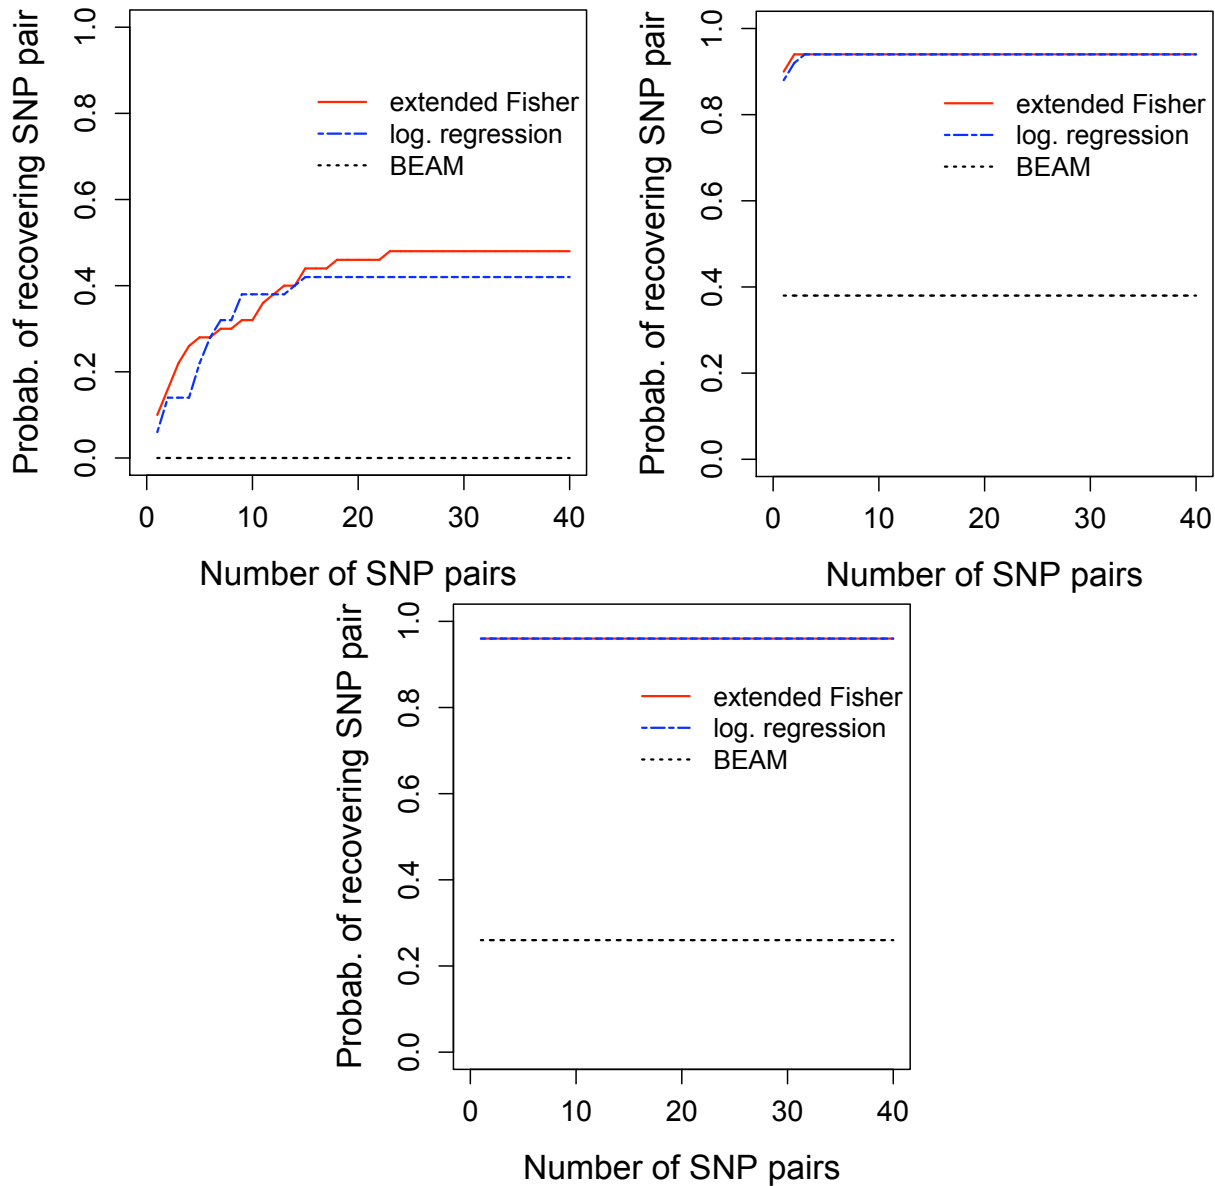 Probab. of recovering SNP pair
1.0
0.8
0.6
0.4
0.2
0.0
extended Fisher
log. regression
BEAM
0 10 20 30 40
Number of SNP pairs
Probab. of recovering SNP pair
1.0
0.8
0.6
0.4
0.2
0.0
extended Fisher
log. regression
BEAM
0 10 20 30 40
Number of SNP pairs
Probab. of recovering SNP pair
1.0
0.8
0.6
0.4
0.2
0.0
extended Fisher
log. regression
BEAM
0 10 20 30 40
Number of SNP pairs